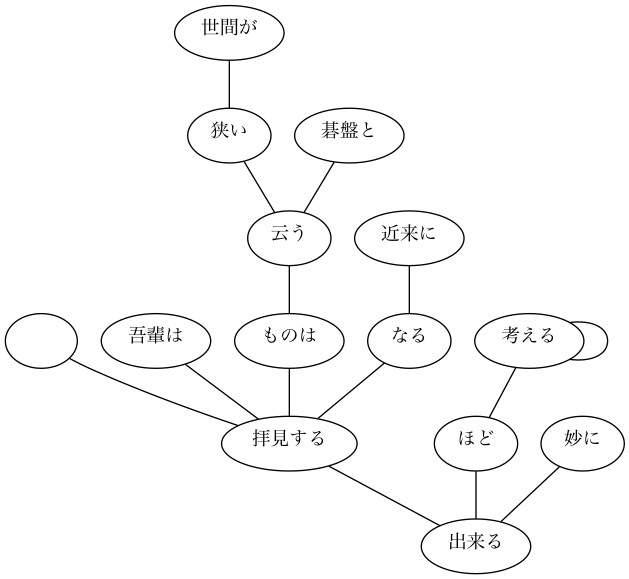 世間が
狭い
碁盤と
云う
近来に
吾輩は
ものは
なる
考える
拝見する
ほど
妙に
出来る